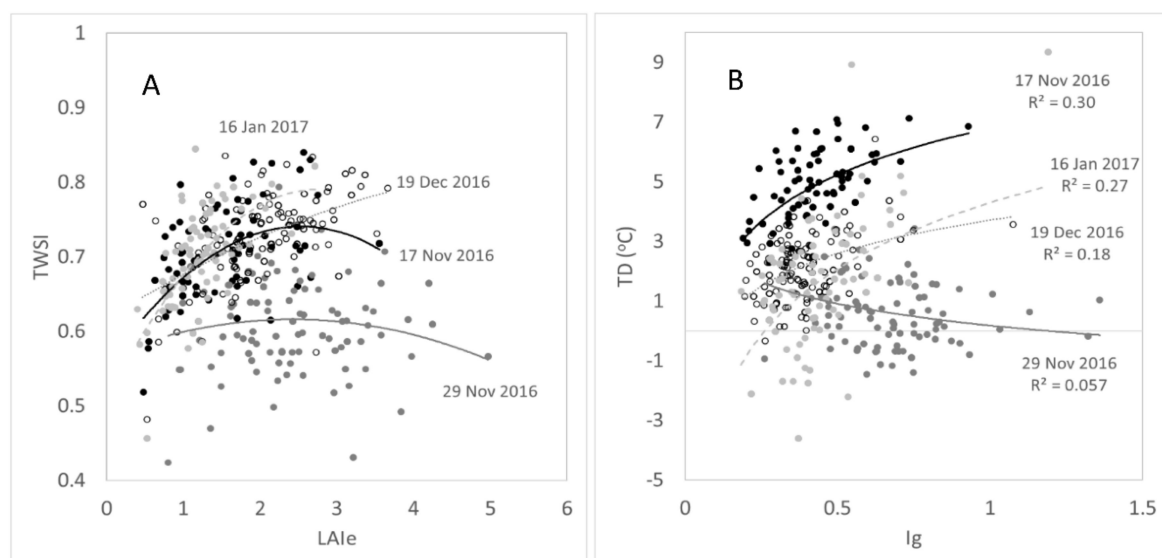 A
TWSI
1
0.9
0.8
0.7
0.6
0.5
0.4
16 Jan 2017
19 Dec 2016
17 Nov 2016
29 Nov 2016
0 1 2 3 4 5 6
LAIe
B
TD (°C)
9
7
5
3
1
-1
-3
-5
17 Nov 2016
R² = 0.30
16 Jan 2017
R² = 0.27
19 Dec 2016
R² = 0.18
29 Nov 2016
R² = 0.057
0 0.5 1 1.5
Ig